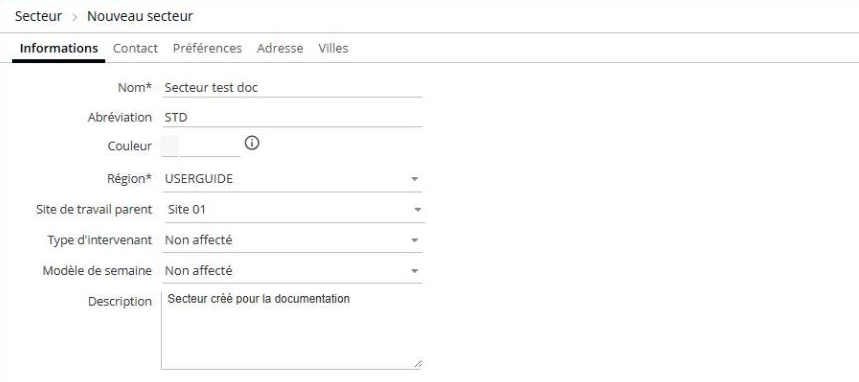 Secteur > Nouveau secteur
Informations Contact Préférences Adresse Villes
Nom* Secteur test doc
Abréviation STD
Couleur
Région* USERGUIDE
Site de travail parent Site 01
Type d'intervenant Non affecté
Modèle de semaine Non affecté
Description Secteur créé pour la documentation